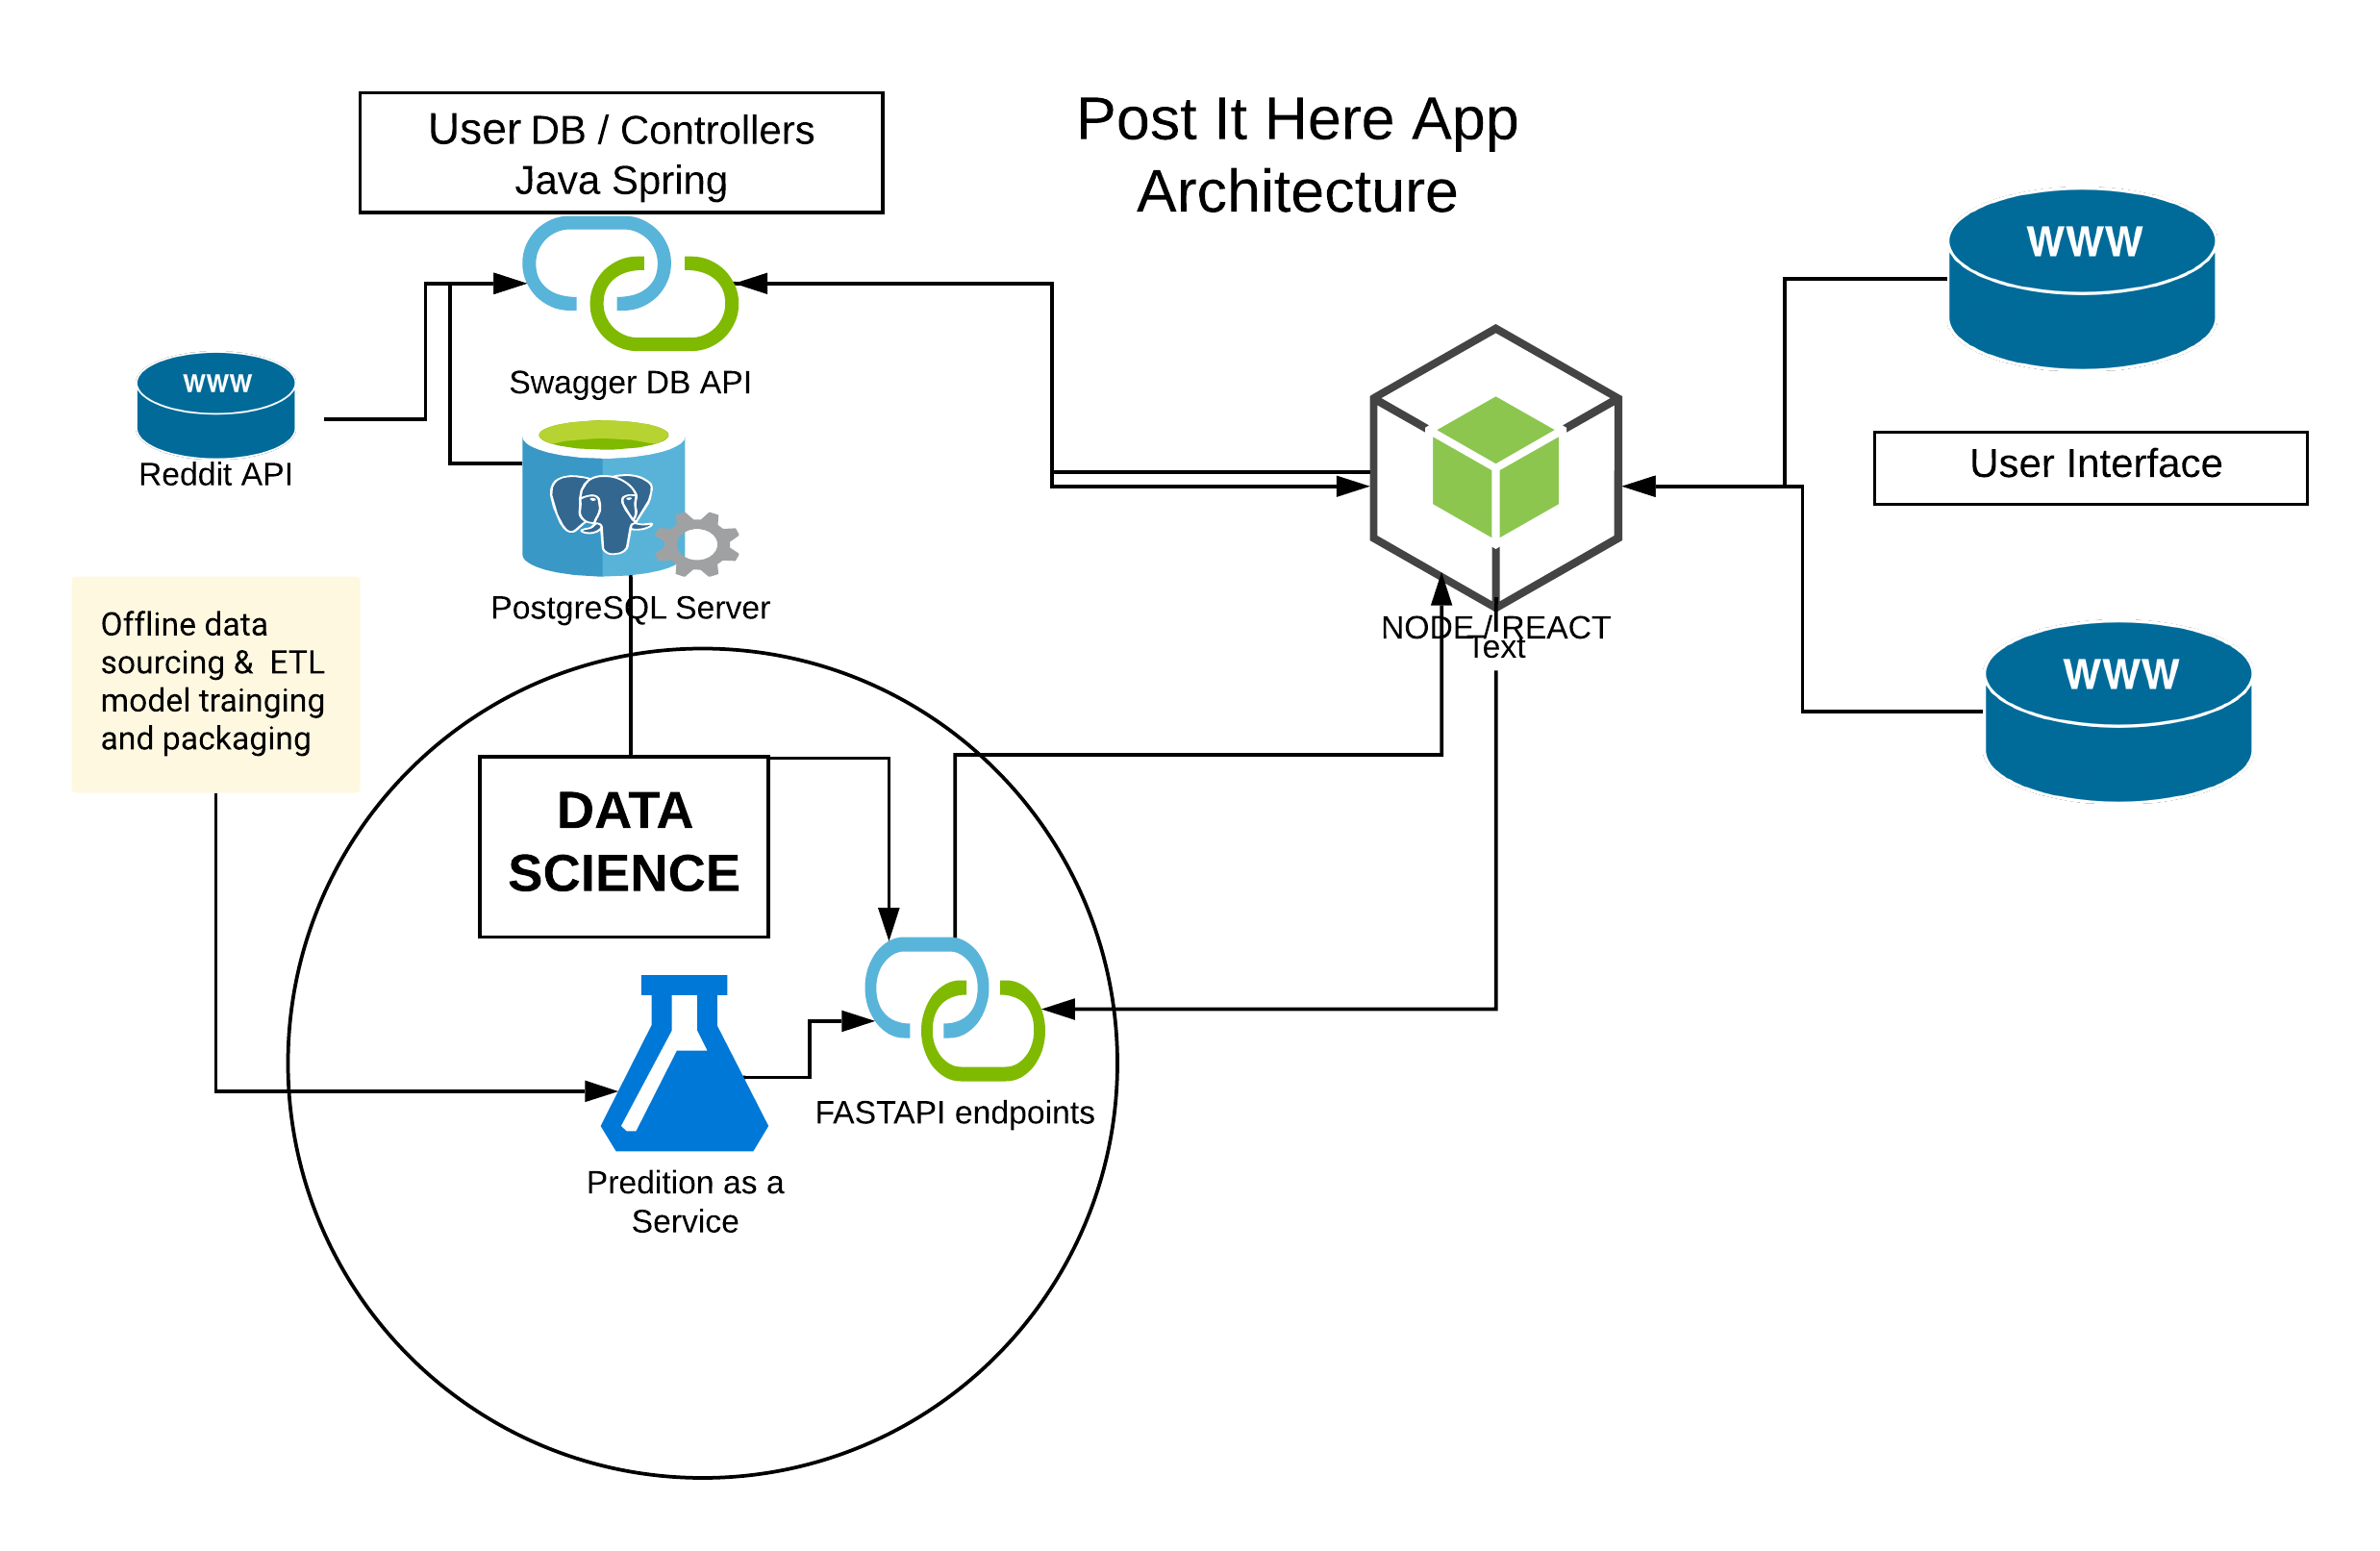 Post It Here App
Architecture
User DB / Controllers
Java Spring
WWW
Swagger DB API
WWW
Reddit API
User Interface
PostgreSQL Server
NODE / REACT
Text
WWW
Offline data
sourcing &  ETL
model trainging
and packaging
DATA
SCIENCE
FASTAPI endpoints
Predition as a
Service